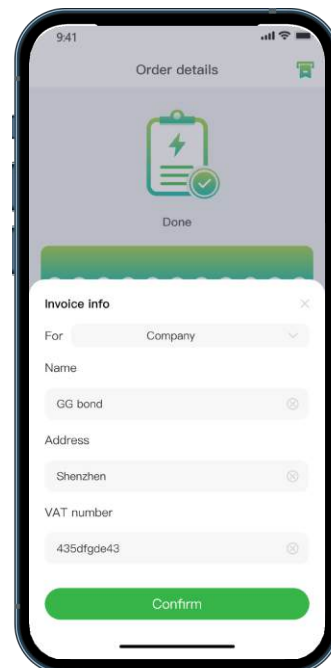 9:41
Order details
Done
Invoice info
For Company
Name
GG bond
Address
Shenzhen
VAT number
435dfgde43
Confirm